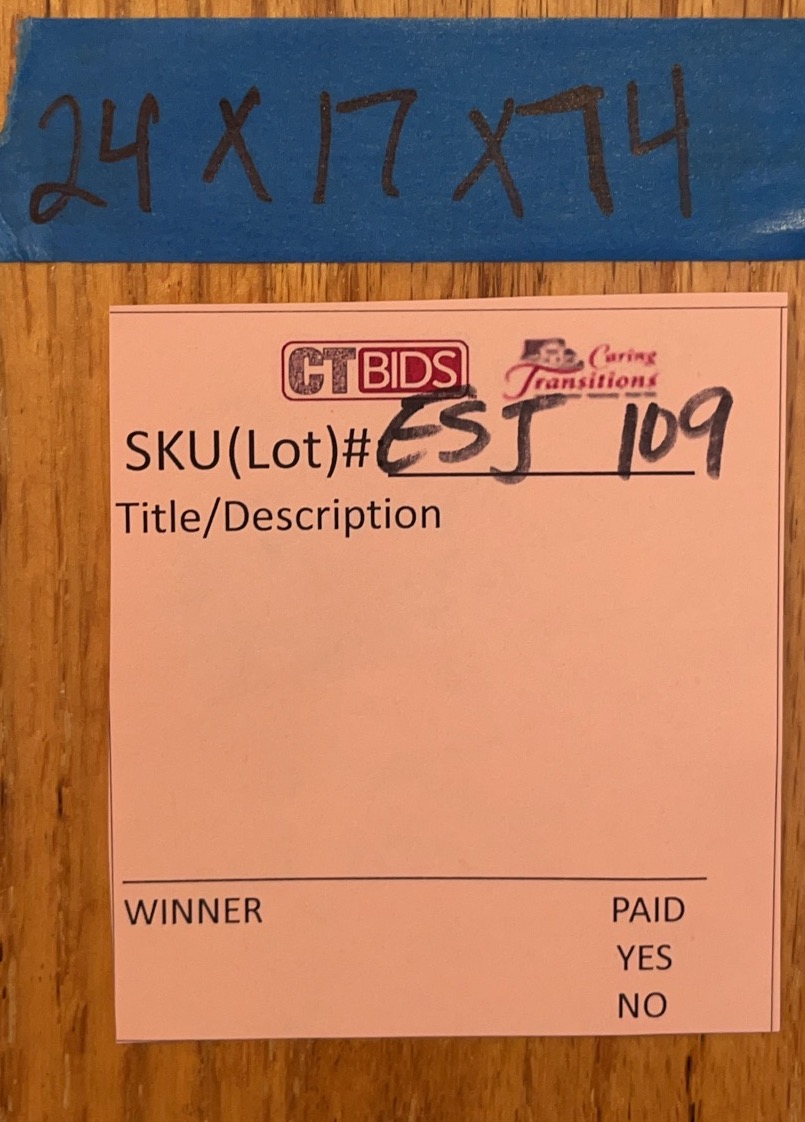 24 X 17 X 74
CTBIDS Caring Transitions
SKU(Lot)# ESJ 109
Title/Description
WINNER PAID
YES
NO